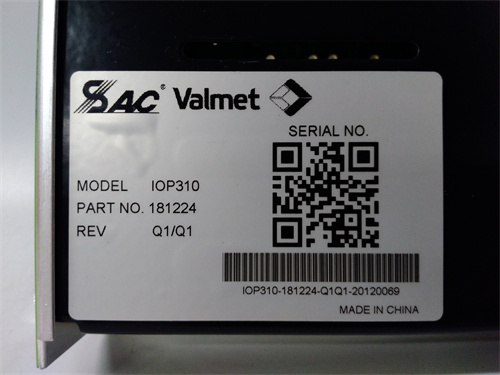 SAC® Valmet
SERIAL NO.
MODEL IOP310
PART NO. 181224
REV Q1/Q1
IOP310-181224-Q1Q1-20120069
MADE IN CHINA